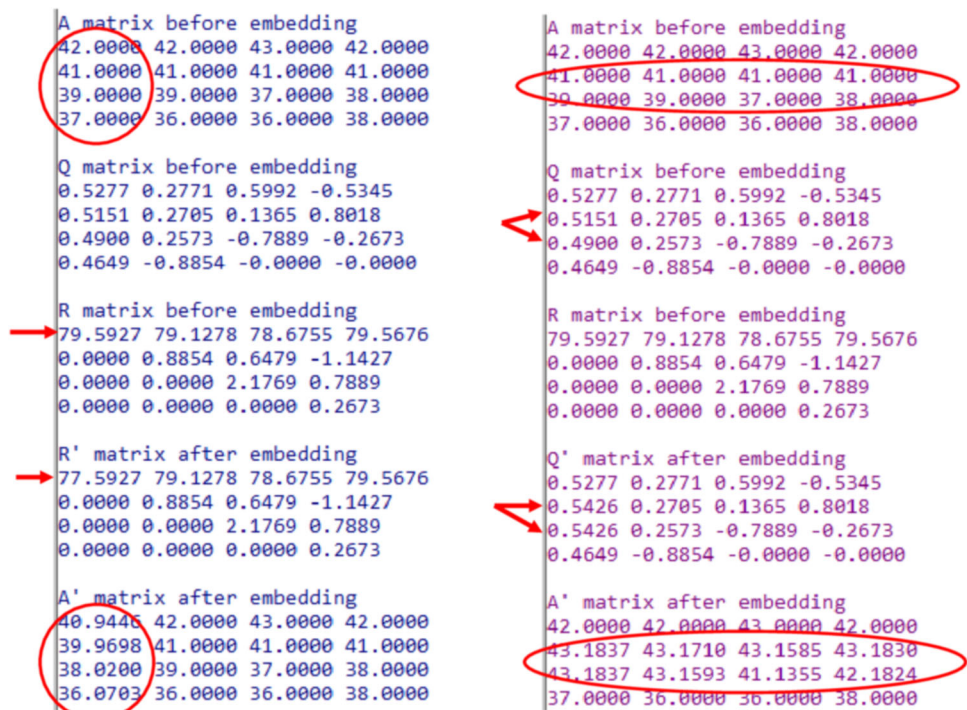 A matrix before embedding
42.0000 42.0000 43.0000 42.0000
41.0000 41.0000 41.0000 41.0000
39.0000 39.0000 37.0000 38.0000
37.0000 36.0000 36.0000 38.0000
Q matrix before embedding
0.5277 0.2771 0.5992 -0.5345
0.5151 0.2705 0.1365 0.8018
0.4900 0.2573 -0.7889 -0.2673
0.4649 -0.8854 -0.0000 -0.0000
R matrix before embedding
79.5927 79.1278 78.6755 79.5676
0.0000 0.8854 0.6479 -1.1427
0.0000 0.0000 2.1769 0.7889
0.0000 0.0000 0.0000 0.2673
R' matrix after embedding
77.5927 79.1278 78.6755 79.5676
0.0000 0.8854 0.6479 -1.1427
0.0000 0.0000 2.1769 0.7889
0.0000 0.0000 0.0000 0.2673
A' matrix after embedding
40.9446 42.0000 43.0000 42.0000
39.9698 41.0000 41.0000 41.0000
38.0200 39.0000 37.0000 38.0000
36.0703 36.0000 36.0000 38.0000
A matrix before embedding
42.0000 42.0000 43.0000 42.0000
41.0000 41.0000 41.0000 41.0000
39.0000 39.0000 37.0000 38.0000
37.0000 36.0000 36.0000 38.0000
Q matrix before embedding
0.5277 0.2771 0.5992 -0.5345
0.5151 0.2705 0.1365 0.8018
0.4900 0.2573 -0.7889 -0.2673
0.4649 -0.8854 -0.0000 -0.0000
R matrix before embedding
79.5927 79.1278 78.6755 79.5676
0.0000 0.8854 0.6479 -1.1427
0.0000 0.0000 2.1769 0.7889
0.0000 0.0000 0.0000 0.2673
Q' matrix after embedding
0.5277 0.2771 0.5992 -0.5345
0.5426 0.2705 0.1365 0.8018
0.5426 0.2573 -0.7889 -0.2673
0.4649 -0.8854 -0.0000 -0.0000
A' matrix after embedding
42.0000 42.0000 43.0000 42.0000
43.1837 43.1710 43.1585 43.1830
43.1837 43.1593 41.1355 42.1824
37.0000 36.0000 36.0000 38.0000